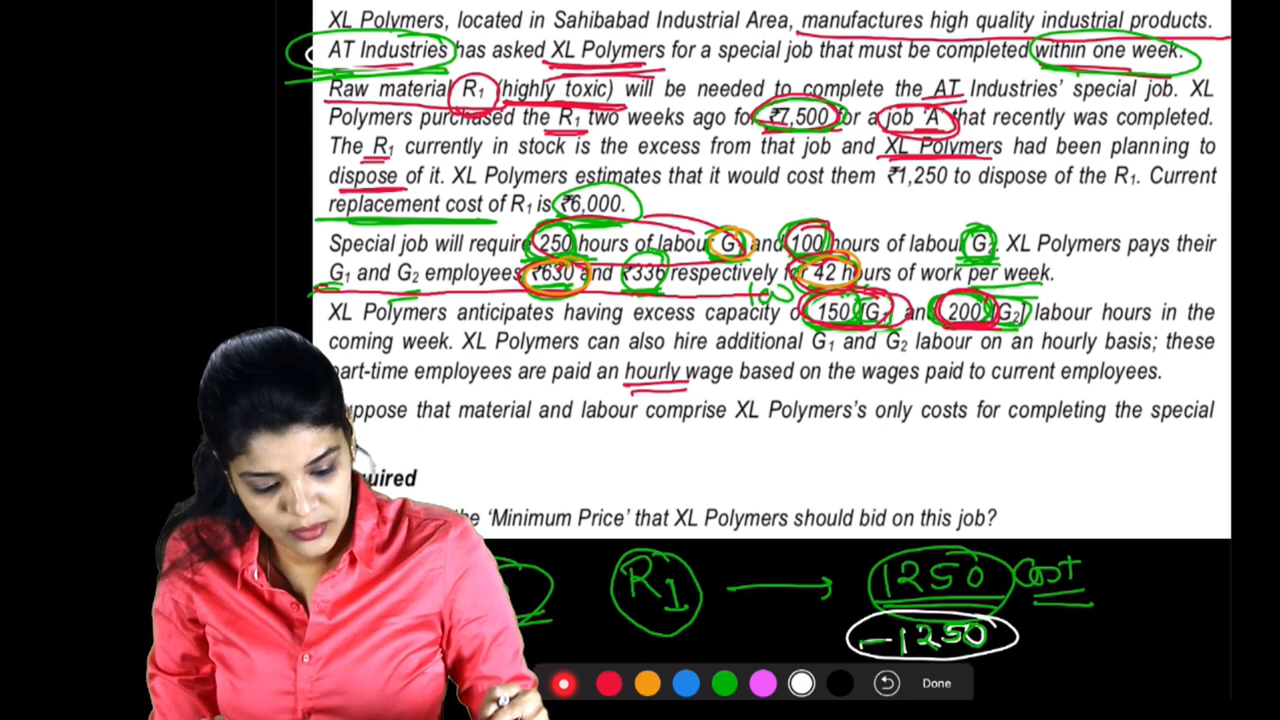 XL Polymers, located in Sahibabad Industrial Area, manufactures high quality industrial products.
AT Industries has asked XL Polymers for a special job that must be completed within one week.
Raw material R1 (highly toxic) will be needed to complete the AT Industries' special job. XL
Polymers purchased the R1 two weeks ago for ₹7,500 for a job 'A' that recently was completed.
The R1 currently in stock is the excess from that job and XL Polymers had been planning to
dispose of it. XL Polymers estimates that it would cost them ₹1,250 to dispose of the R1. Current
replacement cost of R1 is ₹6,000.
Special job will require 250 hours of labour G1 and 100 hours of labour G2. XL Polymers pays their
G1 and G2 employees ₹630 and ₹336 respectively for 42 hours of work per week.
100
XL Polymers anticipates having excess capacity of 150 [G1] and 200 [G2] labour hours in the
coming week. XL Polymers can also hire additional G1 and G2 labour on an hourly basis; these
part-time employees are paid an hourly wage based on the wages paid to current employees.
uppose that material and labour comprise XL Polymers's only costs for completing the special
uired
he 'Minimum Price' that XL Polymers should bid on this job?
R1 1250 Cost
-1250
Done